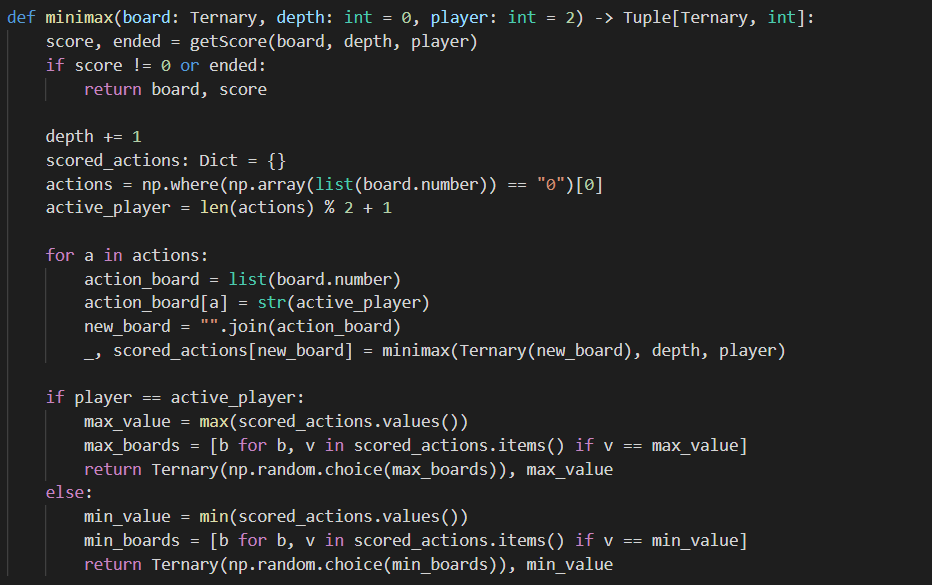 def minimax(board: Ternary, depth: int = 0, player: int = 2) -> Tuple[Ternary, int]:
    score, ended = getScore(board, depth, player)
    if score != 0 or ended:
        return board, score

    depth += 1
    scored_actions: Dict = {}
    actions = np.where(np.array(list(board.number)) == "0")[0]
    active_player = len(actions) % 2 + 1

    for a in actions:
        action_board = list(board.number)
        action_board[a] = str(active_player)
        new_board = "".join(action_board)
        _, scored_actions[new_board] = minimax(Ternary(new_board), depth, player)

    if player == active_player:
        max_value = max(scored_actions.values())
        max_boards = [b for b, v in scored_actions.items() if v == max_value]
        return Ternary(np.random.choice(max_boards)), max_value
    else:
        min_value = min(scored_actions.values())
        min_boards = [b for b, v in scored_actions.items() if v == min_value]
        return Ternary(np.random.choice(min_boards)), min_value